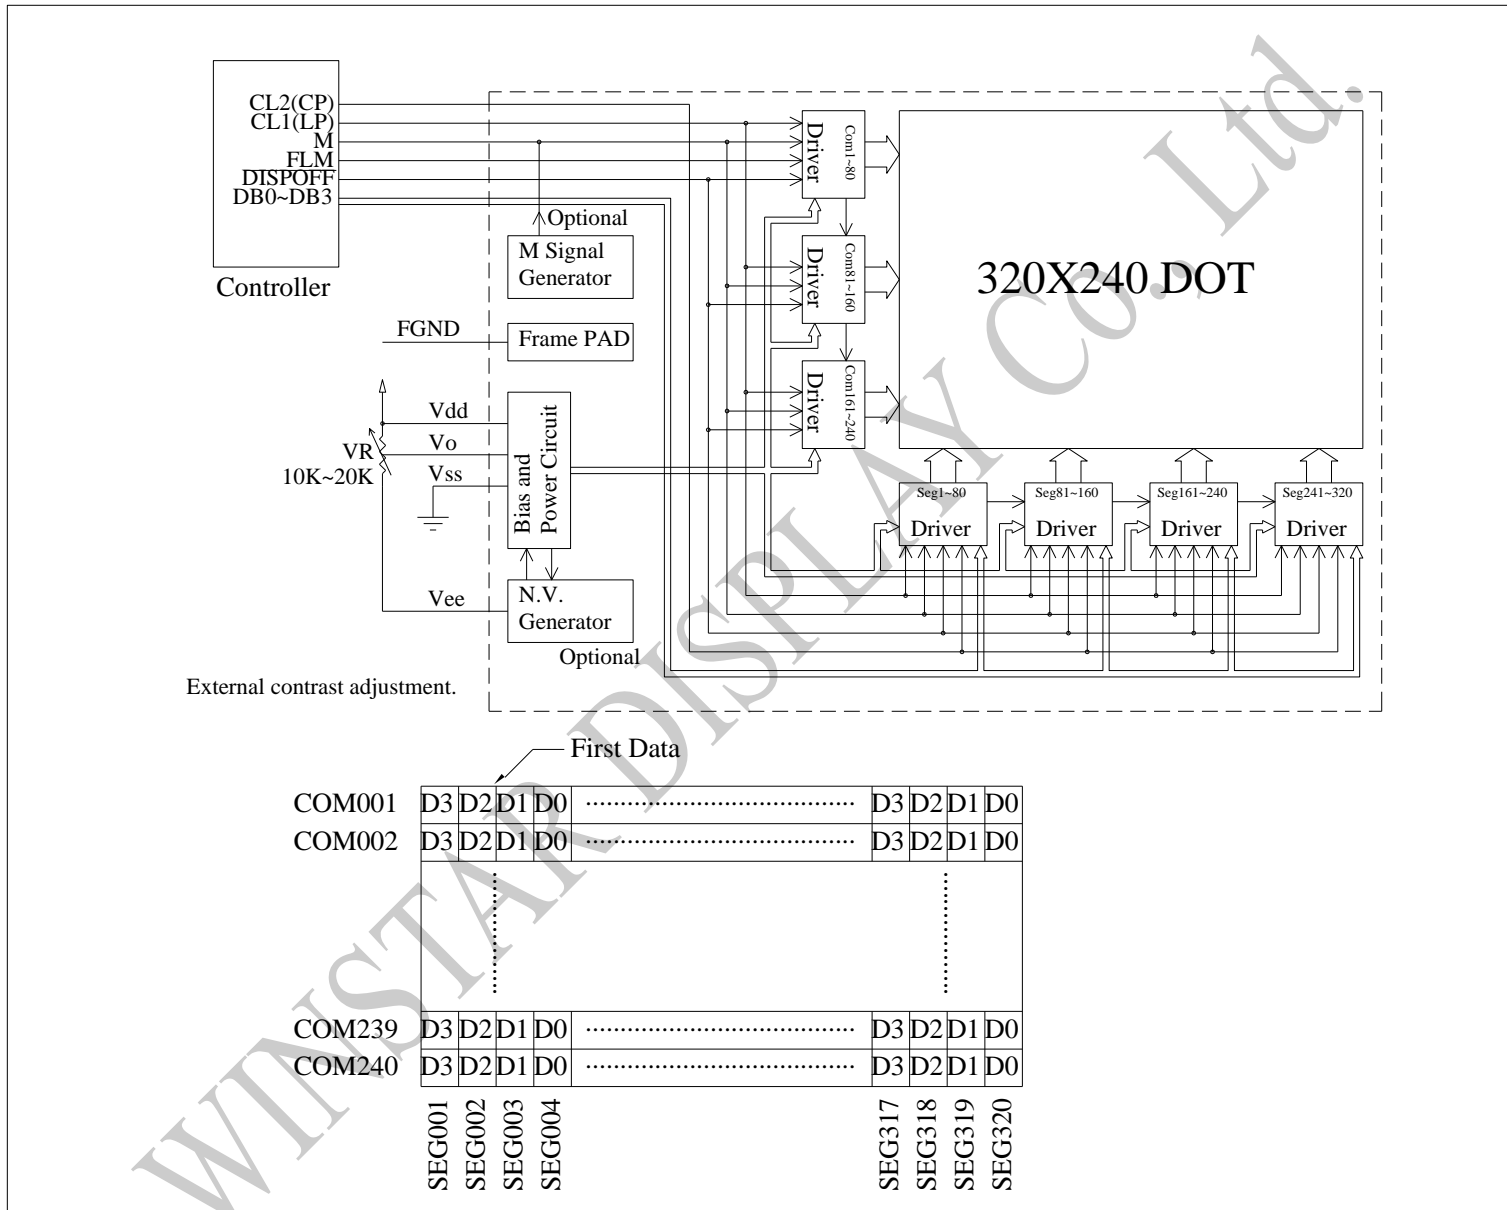 CL2(CP)
CL1(LP)
M
FLM
DISPOFF
DB0~DB3
Controller
Optional
M Signal
Generator
FGND
Frame PAD
Vdd
Vo
VR
10K~20K
Vss
Bias and
Power Circuit
Vee
N.V.
Generator
Optional
External contrast adjustment.
Driver
Com1~80
Driver
Com81~160
Driver
Com161~240
320X240 DOT
Seg1~80
Driver
Seg81~160
Driver
Seg161~240
Driver
Seg241~320
Driver
First Data
COM001 D3 D2 D1 D0 D3 D2 D1 D0
COM002 D3 D2 D1 D0 D3 D2 D1 D0
COM239 D3 D2 D1 D0 D3 D2 D1 D0
COM240 D3 D2 D1 D0 D3 D2 D1 D0
SEG001
SEG002
SEG003
SEG004
SEG317
SEG318
SEG319
SEG320
WINSTAR DISPLAY Co., Ltd.